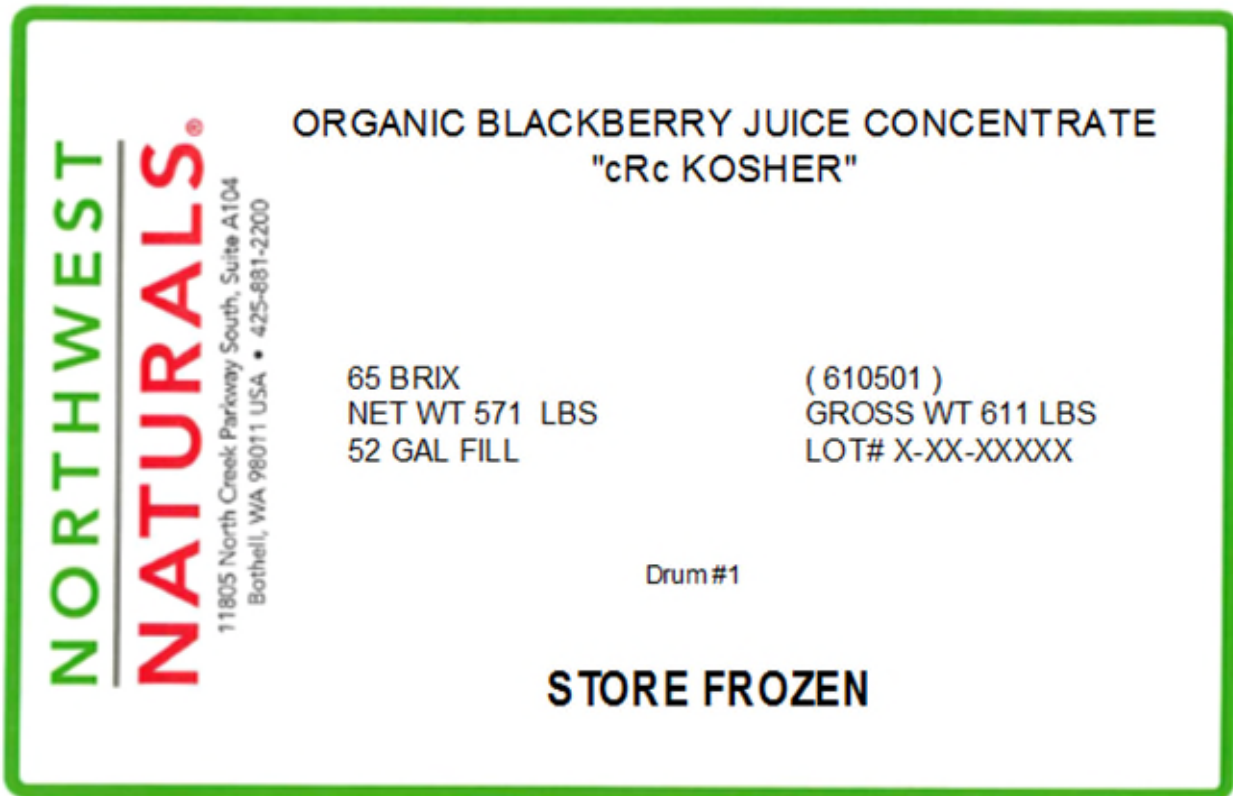 NORTHWEST
NATURALS®
11805 North Creek Parkway South, Suite A104
Bothell, WA 98011 USA • 425-881-2200
ORGANIC BLACKBERRY JUICE CONCENTRATE
"cRc KOSHER"
65 BRIX
NET WT 571 LBS
52 GAL FILL
( 610501 )
GROSS WT 611 LBS
LOT# X-XX-XXXXX
Drum #1
STORE FROZEN